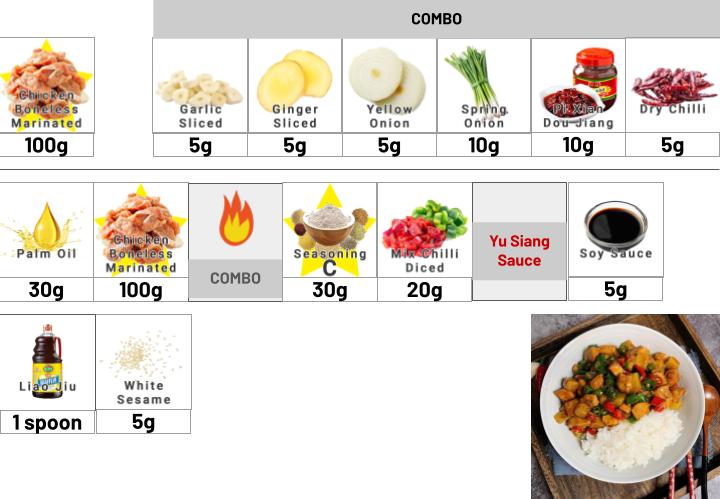 COMBO
Chicken
Boneless
Marinated
Garlic
Sliced
Ginger
Sliced
Yellow
Onion
Spring
Onion
Pi Xian
Dou Jiang
Dry Chilli
100g
5g
5g
5g
10g
10g
5g
Palm Oil
Chicken
Boneless
Marinated
COMBO
Seasoning
C
Mix Chilli
Diced
Yu Siang
Sauce
Soy Sauce
30g
100g
30g
20g
5g
Liao Jiu
White
Sesame
1 spoon
5g